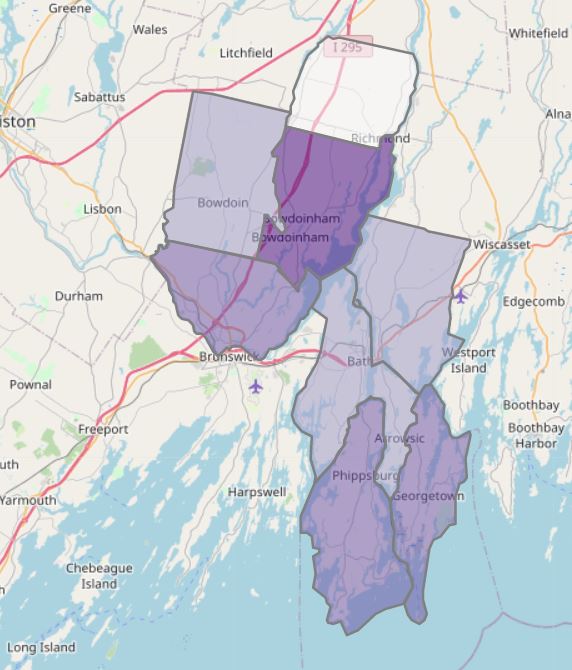 Greene
Wales
Whitefield
Litchfield
I 295
Sabattus
Alna
iston
Richmond
Lisbon
Bowdoin
Bowdoinham
Bowdoinham
Wiscasset
Durham
Edgecomb
Brunswick
Bath
Westport
Island
Pownal
Boothbay
Freeport
Boothbay
Harbor
Arrowsic
uth
Phippsburg
Yarmouth
Harpswell
Georgetown
Chebeague
Island
h
Long Island